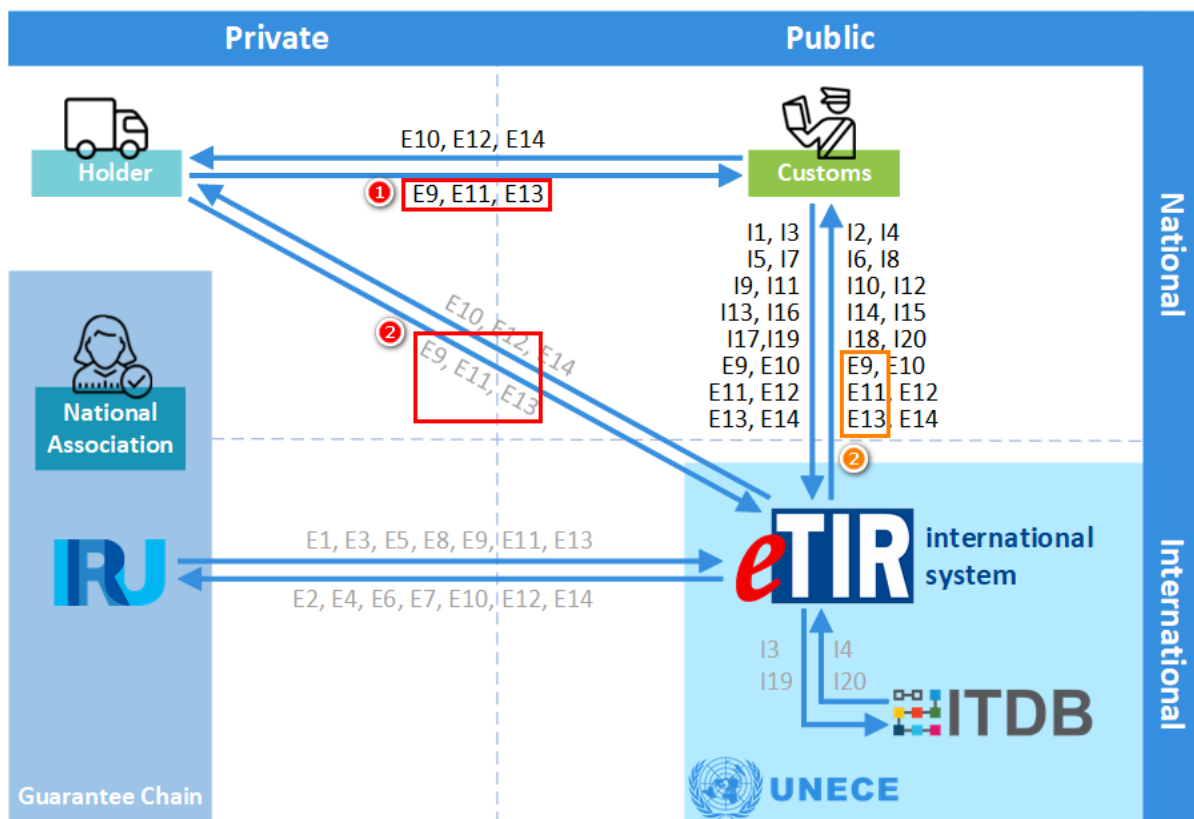 Private
Public
National
International
Holder
Customs
E10, E12, E14
1
E9, E11, E13
I1, I3
I5, I7
I9, I11
I13, I16
I17,I19
E9, E10
E11, E12
E13, E14
I2, I4
I6, I8
I10, I12
I14, I15
I18, I20
E9, E10
E11, E12
E13, E14
2
E10, E12, E14
2
E9, E11, E13
National
Association
IRU
E1, E3, E5, E8, E9, E11, E13
E2, E4, E6, E7, E10, E12, E14
eTIR
international
system
I3
I19
I4
I20
ITDB
UNECE
Guarantee Chain